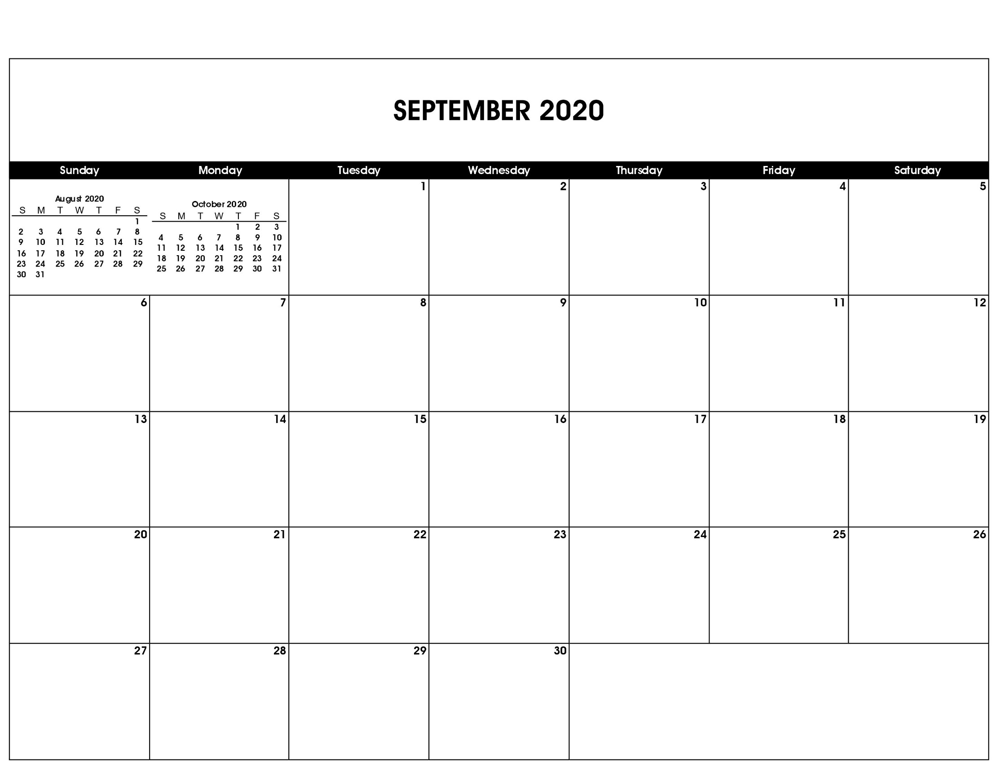 SEPTEMBER 2020
Sunday Monday Tuesday Wednesday Thursday Friday Saturday
1 2 3 4 5
August 2020
S M T W T F S
1
2 3 4 5 6 7 8
9 10 11 12 13 14 15
16 17 18 19 20 21 22
23 24 25 26 27 28 29
30 31
October 2020
S M T W T F S
1 2 3
4 5 6 7 8 9 10
11 12 13 14 15 16 17
18 19 20 21 22 23 24
25 26 27 28 29 30 31
6 7 8 9 10 11 12
13 14 15 16 17 18 19
20 21 22 23 24 25 26
27 28 29 30